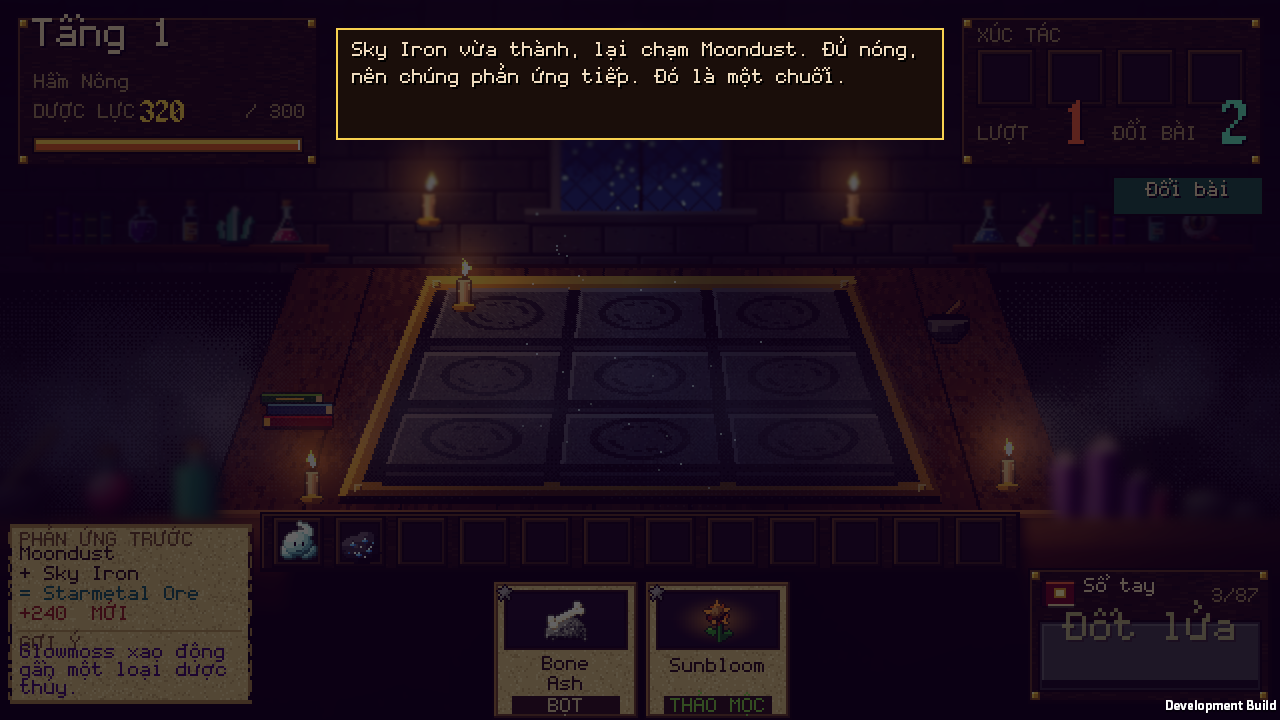 Tầng 1
Hầm Nông
DƯỢC LỰC 320 / 300
Sky Iron vừa thành, lại chạm Moondust. Đủ nóng,
nên chúng phản ứng tiếp. Đó là một chuỗi.
XÚC TÁC
LƯỢT 1 ĐỔI BÀI 2
Đổi bài
PHẢN ỨNG TRƯỚC
Moondust
+ Sky Iron
= Starmetal Ore
+240 MỚI
GỢI Ý
Glowmoss xao động
gần một loại dược
thủy.
Bone
Ash
BỘT
Sunbloom
THẢO MỘC
Sổ tay
3/87
Đốt lửa
Development Build